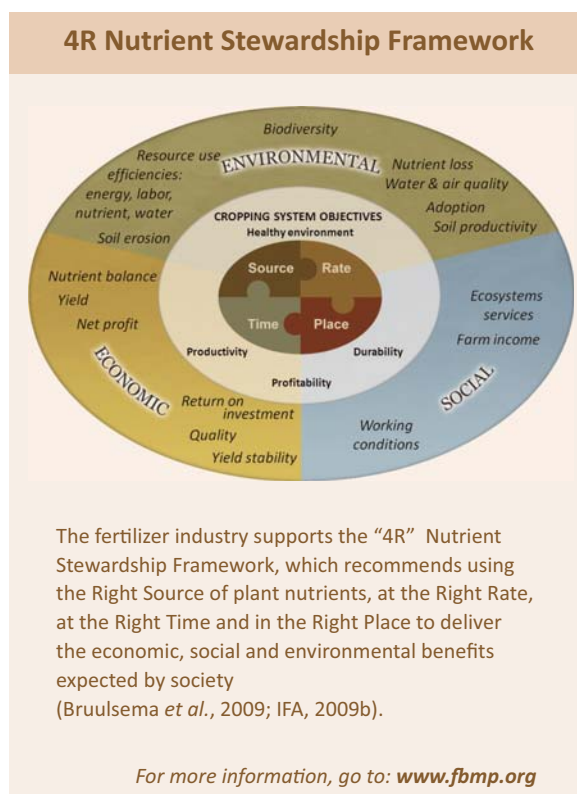 4R Nutrient Stewardship Framework
Biodiversity
ENVIRONMENTAL
Resource use
efficiencies:
energy, labor,
nutrient, water
Soil erosion
Nutrient loss
Water & air quality
Adoption
Soil productivity
CROPPING SYSTEM OBJECTIVES
Healthy environment
Source
Rate
Time
Place
Productivity
Durability
Profitability
Nutrient balance
Yield
Net profit
ECONOMIC
Return on
investment
Quality
Yield stability
Ecosystems
services
Farm income
SOCIAL
Working
conditions
The fertilizer industry supports the “4R” Nutrient
Stewardship Framework, which recommends using
the Right Source of plant nutrients, at the Right Rate,
at the Right Time and in the Right Place to deliver
the economic, social and environmental benefits
expected by society
(Bruulsema et al., 2009; IFA, 2009b).
For more information, go to: www.fbmp.org